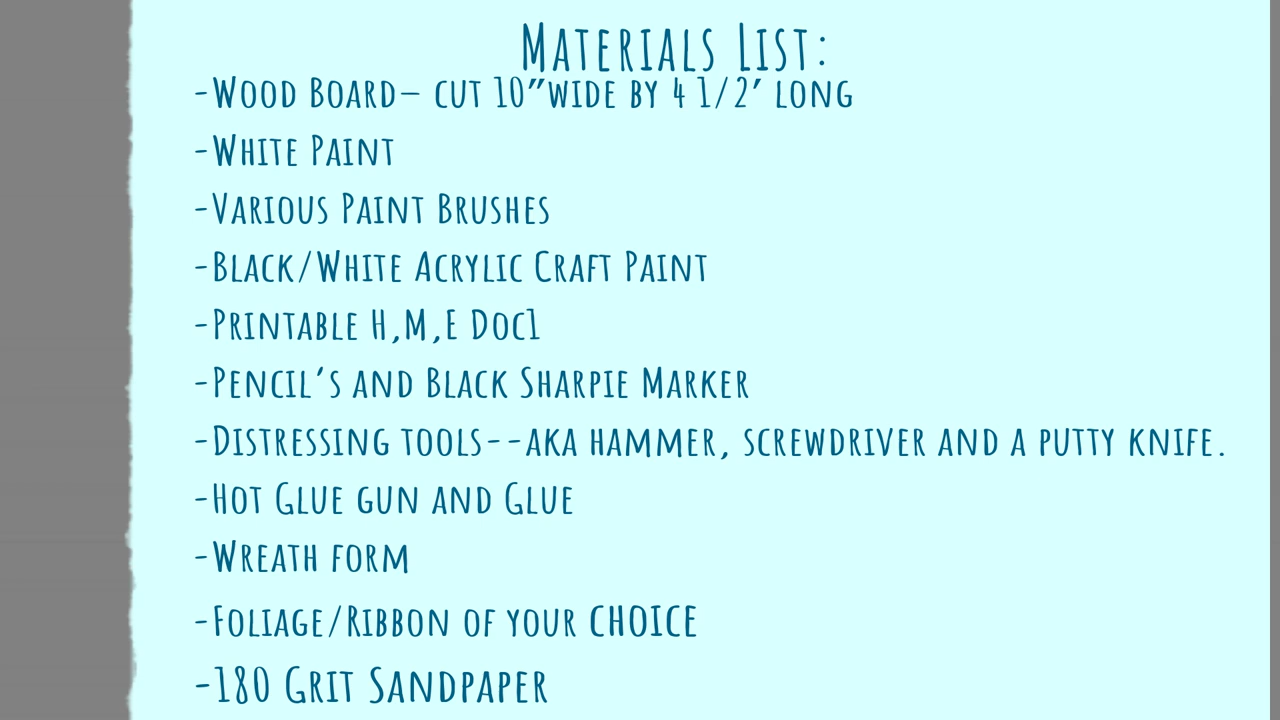 Materials List:
-Wood Board– cut 10”wide by 4 1/2’ long
-White Paint
-Various Paint Brushes
-Black/White Acrylic Craft Paint
-Printable H,M,E Doc1
-Pencil’s and Black Sharpie Marker
-Distressing tools--aka hammer, screwdriver and a putty knife.
-Hot Glue gun and Glue
-Wreath form
-Foliage/Ribbon of your choice
-180 Grit Sandpaper